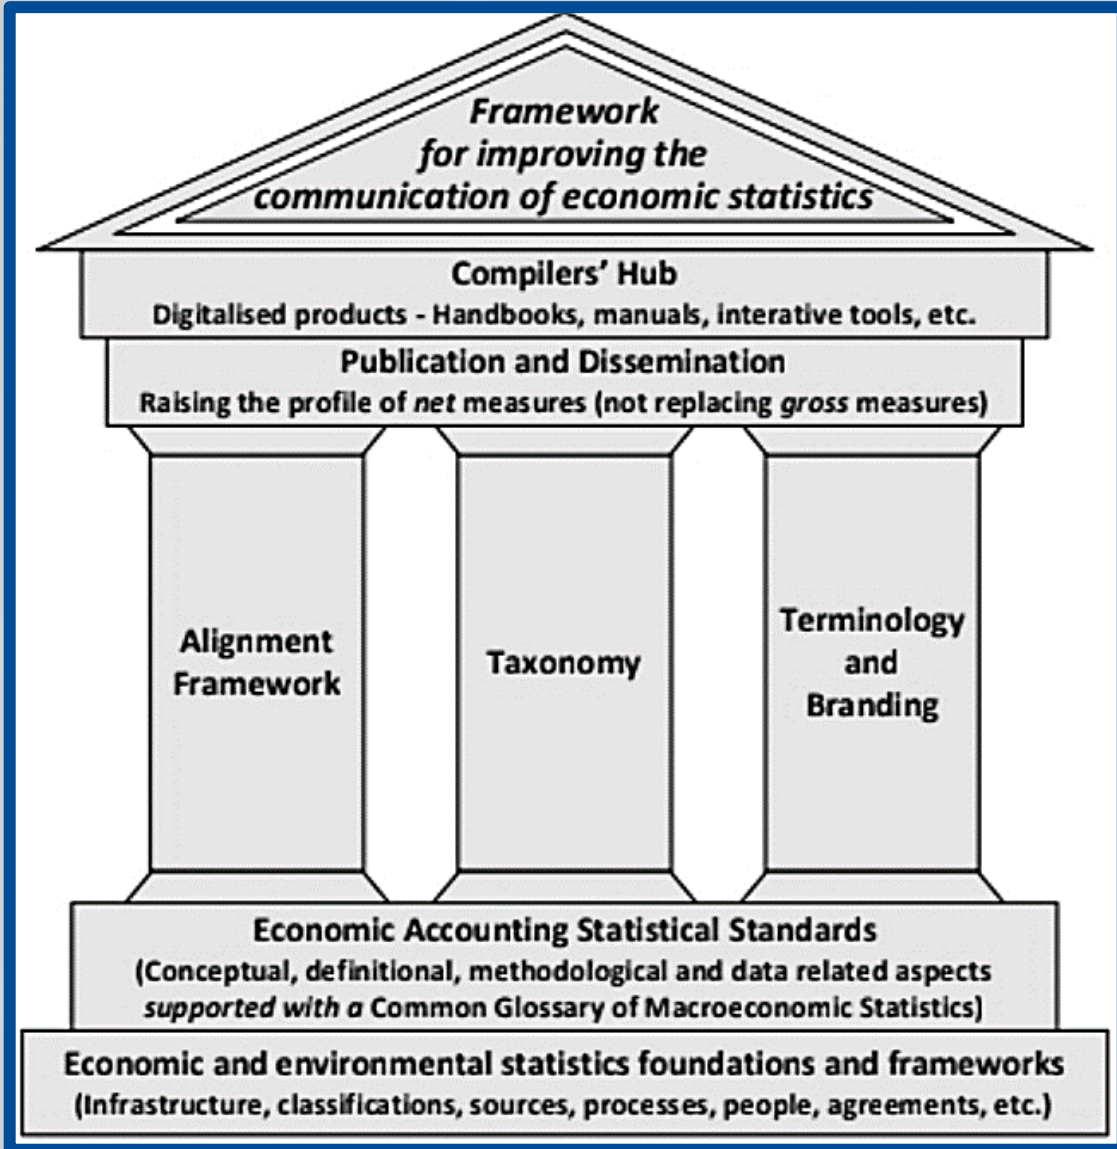 Framework
for improving the
communication of economic statistics
Compilers’ Hub
Digitalised products - Handbooks, manuals, interative tools, etc.
Publication and Dissemination
Raising the profile of net measures (not replacing gross measures)
Alignment
Framework
Taxonomy
Terminology
and
Branding
Economic Accounting Statistical Standards
(Conceptual, definitional, methodological and data related aspects
supported with a Common Glossary of Macroeconomic Statistics)
Economic and environmental statistics foundations and frameworks
(Infrastructure, classifications, sources, processes, people, agreements, etc.)